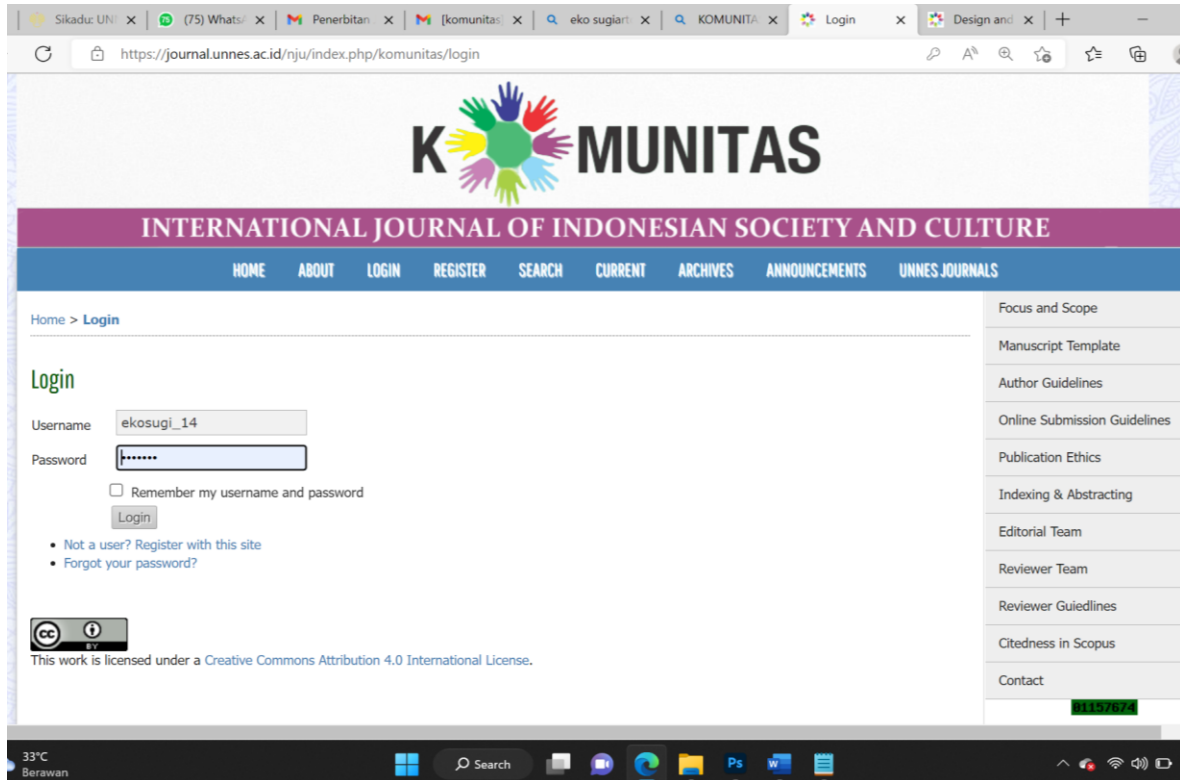 Sikadu: UN
(75) WhatsA
Penerbitan
[komunitas
eko sugiart
KOMUNITA
Login
Design and
https://journal.unnes.ac.id/nju/index.php/komunitas/login
KOMUNITAS
INTERNATIONAL JOURNAL OF INDONESIAN SOCIETY AND CULTURE
HOME ABOUT LOGIN REGISTER SEARCH CURRENT ARCHIVES ANNOUNCEMENTS UNNES JOURNALS
Home > Login
Login
Username ekosugi_14
Password •••••••
Remember my username and password
Login
• Not a user? Register with this site
• Forgot your password?
cc BY
This work is licensed under a Creative Commons Attribution 4.0 International License.
Focus and Scope
Manuscript Template
Author Guidelines
Online Submission Guidelines
Publication Ethics
Indexing & Abstracting
Editorial Team
Reviewer Team
Reviewer Guiedlines
Citedness in Scopus
Contact
01157674
33°C
Berawan
Search
Ps